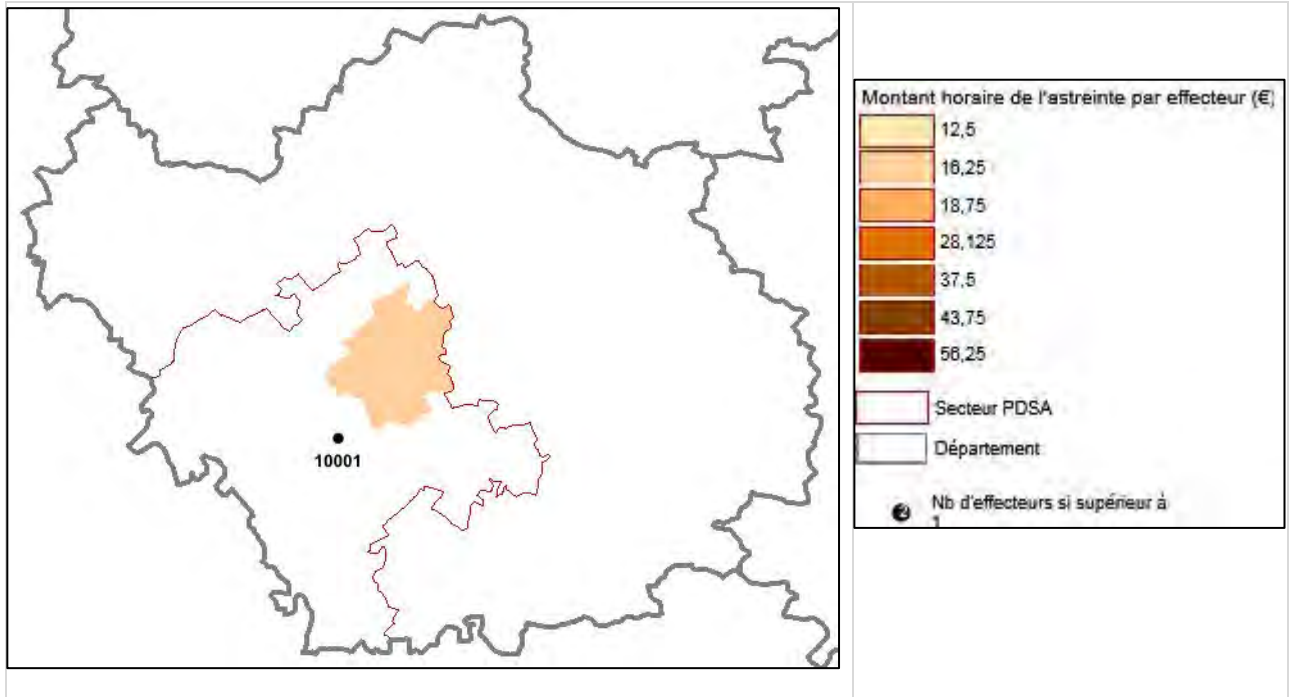 10001
Montant horaire de l'astreinte par effecteur (€)
12,5
16,25
18,75
28,125
37,5
43,75
56,25
Secteur PDSA
Département
2
Nb d'effecteurs si supérieur à
1